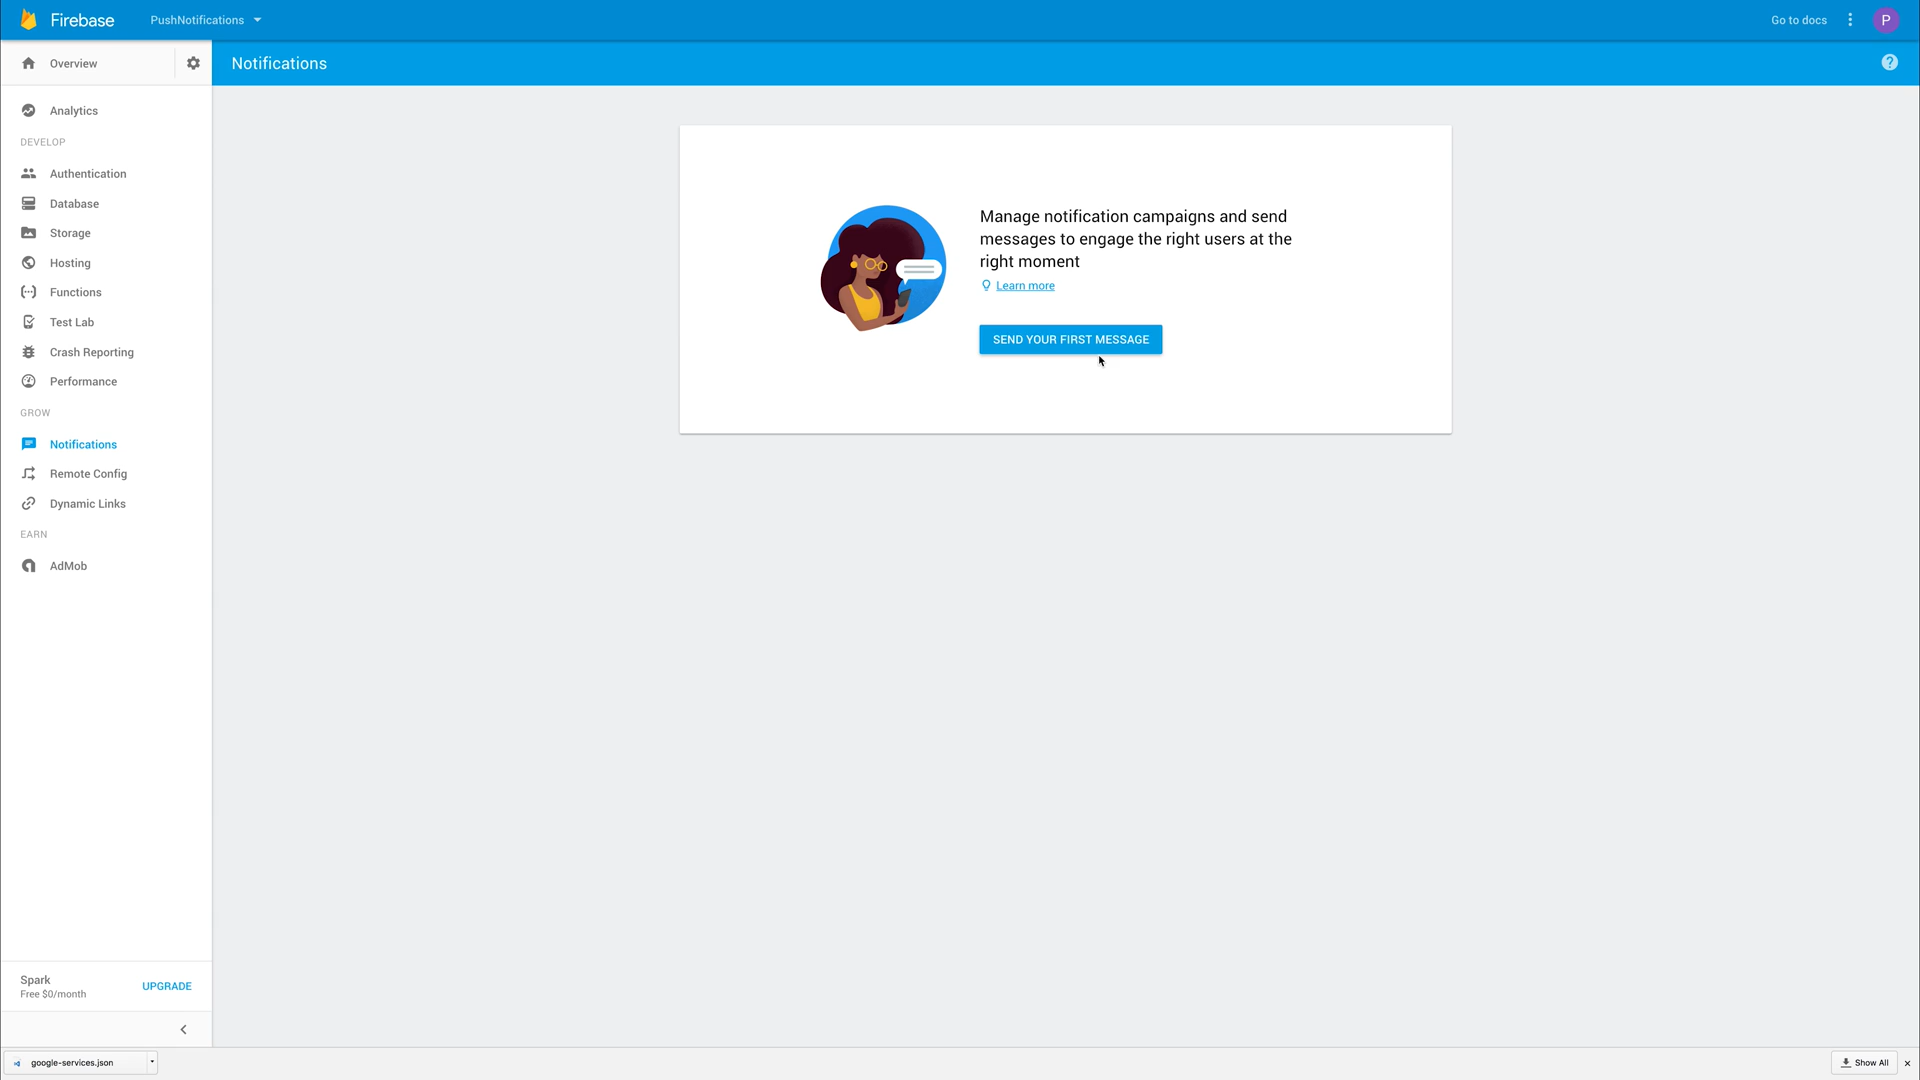 Firebase
PushNotifications
Go to docs
P
Overview
Notifications
?
Analytics
DEVELOP
Authentication
Database
Storage
Hosting
Functions
Test Lab
Crash Reporting
Performance
GROW
Notifications
Remote Config
Dynamic Links
EARN
AdMob
Manage notification campaigns and send
messages to engage the right users at the
right moment
Learn more
SEND YOUR FIRST MESSAGE
Spark
Free $0/month
UPGRADE
google-services.json
Show All